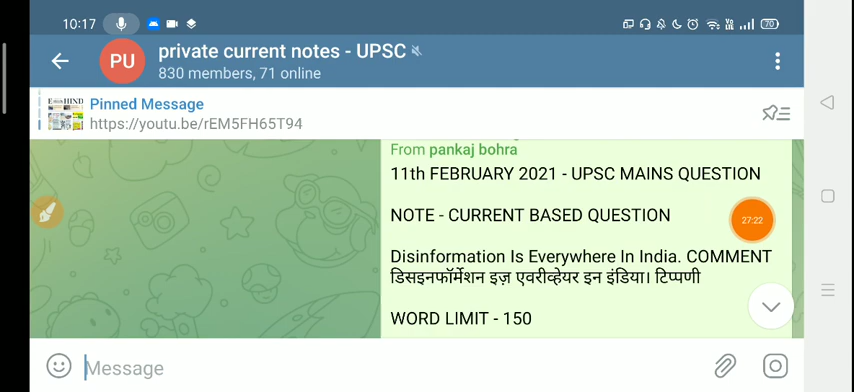 10:17
70
PU
private current notes - UPSC
830 members, 71 online
Pinned Message
https://youtu.be/rEM5FH65T94
From pankaj bohra
11th FEBRUARY 2021 - UPSC MAINS QUESTION
NOTE - CURRENT BASED QUESTION
27:22
Disinformation Is Everywhere In India. COMMENT
डिसइनफॉर्मेशन इज़ एवरीव्हेयर इन इंडिया। टिप्पणी
WORD LIMIT - 150
Message